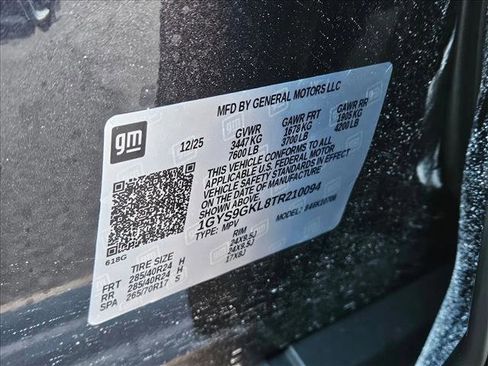 MFD BY GENERAL MOTORS LLC
gm
12/25 GVWR GAWR FRT GAWR RR
3447 KG 1678 KG 1905 KG
7600 LB 3700 LB 4200 LB
THIS VEHICLE CONFORMS TO ALL
APPLICABLE U.S. FEDERAL MOTOR
VEHICLE SAFETY STANDARDS IN EFFECT
ON THE DATE OF MANUFACTURE
SHOWN ABOVE.
1GYS9GKL8TR210094
TYPE: MPV MODEL:
618G
TIRE SIZE RIM
FRT 285/40R24 H 24X9.5J
RR 285/40R24 H 24X9.5J
SPA 265/70R17 S 17X8J